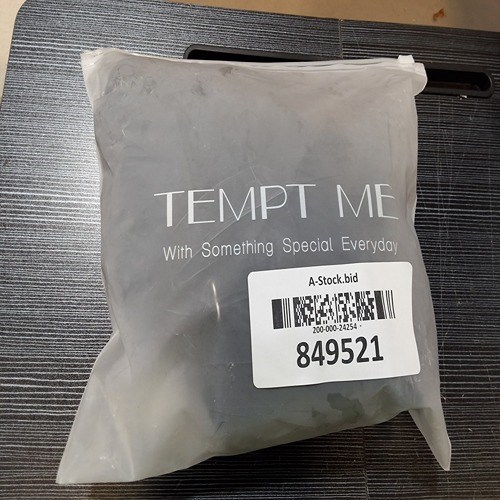 TEMPT ME
With Something Special Everyday
A-Stock.bid
200-000-24254 -
849521